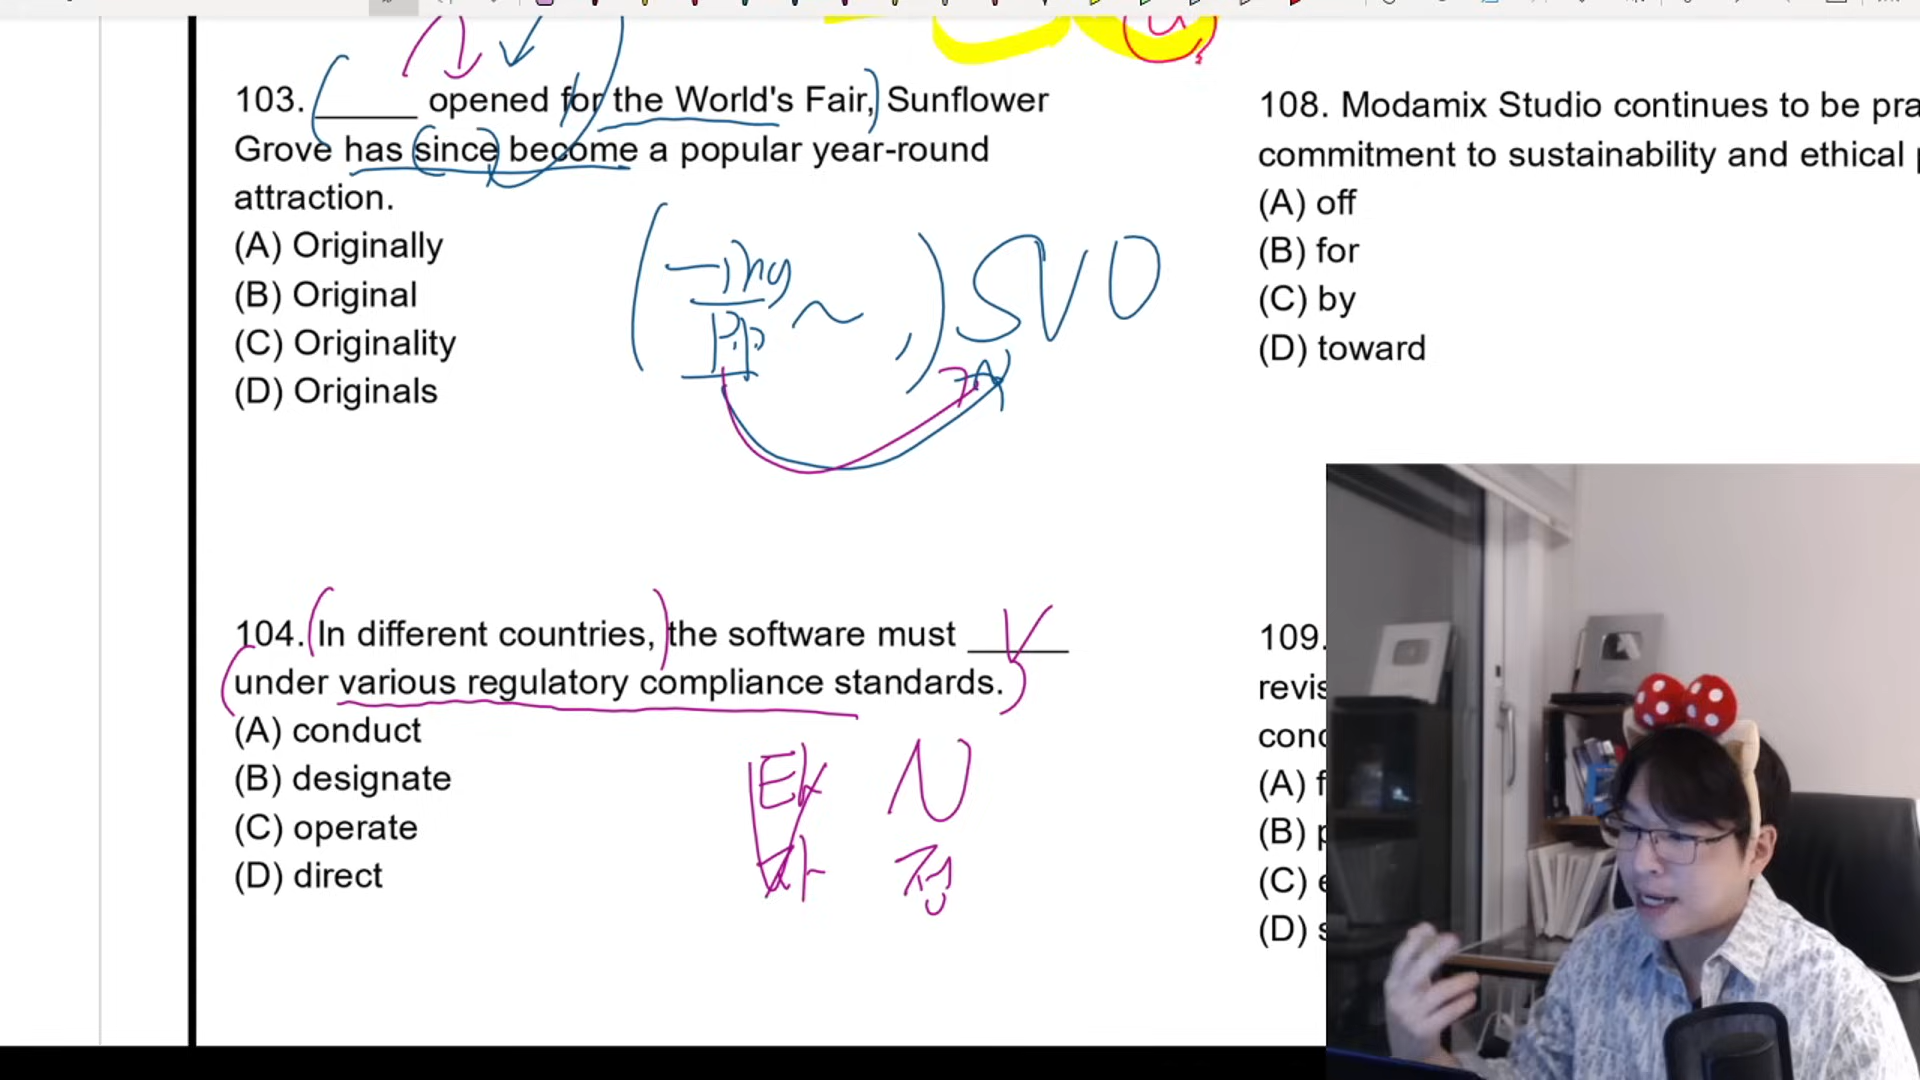 103. ______ opened for the World's Fair, Sunflower
Grove has since become a popular year-round
attraction.
(A) Originally
(B) Original
(C) Originality
(D) Originals
-ing
p.p ~ , SVO
104. In different countries, the software must ______
under various regulatory compliance standards.
(A) conduct
(B) designate
(C) operate
(D) direct
타 N
자 정
108. Modamix Studio continues to be pra
commitment to sustainability and ethical p
(A) off
(B) for
(C) by
(D) toward
109.
revis
conc
(A) f
(B) p
(C) e
(D) s